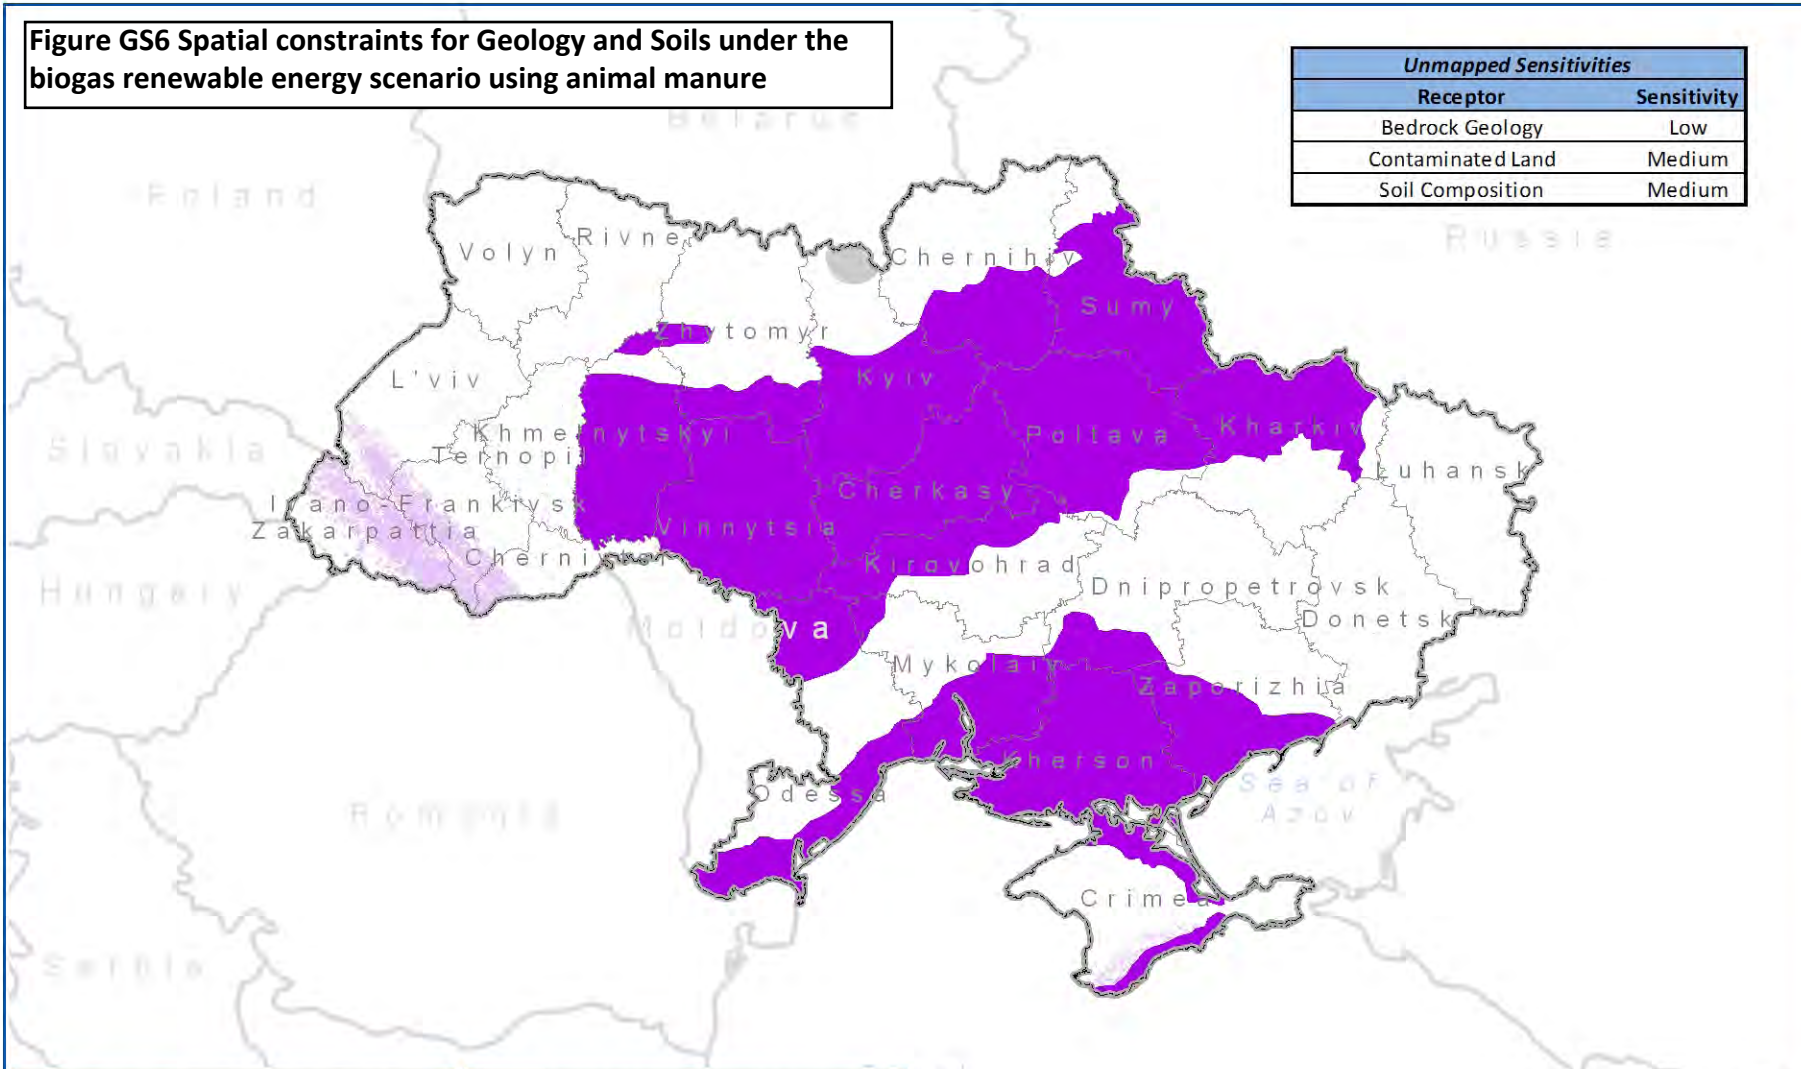 Figure GS6 Spatial constraints for Geology and Soils under the
biogas renewable energy scenario using animal manure
Unmapped Sensitivities
Receptor Sensitivity
Bedrock Geology Low
Contaminated Land Medium
Soil Composition Medium
Belarus
Poland
Russia
Volyn
Rivne
Chernihiv
Sumy
Zhytomyr
Kyiv
L'viv
Khmelnytskyi
Ternopil
Poltava
Kharkiv
Slovakia
Luhansk
Cherkasy
Ivano-Frankivsk
Zakarpattia
Vinnytsia
Chernivtsi
Kirovohrad
Hungary
Dnipropetrovsk
Donetsk
Moldova
Mykolaiv
Zaporizhia
Kherson
Odessa
Sea of
Azov
Romania
Crimea
Serbia